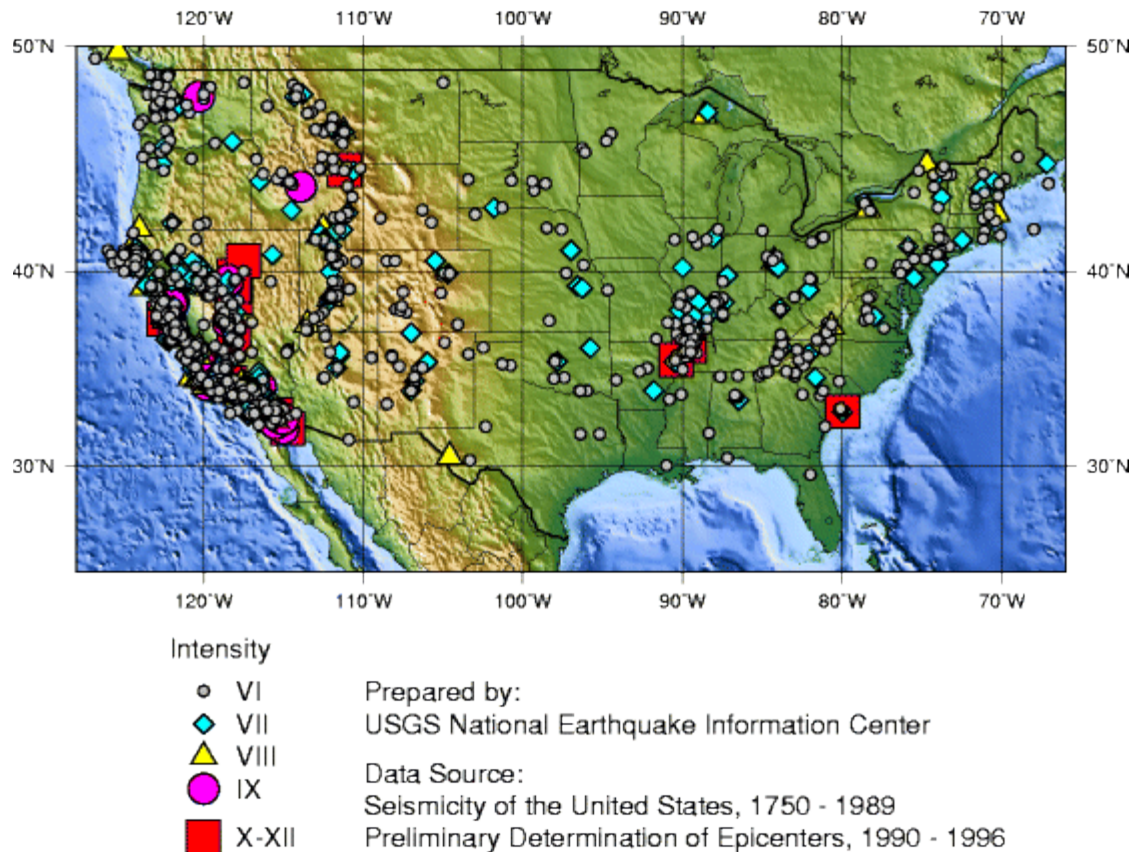 120˚W 110˚W 100˚W 90˚W 80˚W 70˚W
50˚N 50˚N
40˚N 40˚N
30˚N 30˚N
120˚W 110˚W 100˚W 90˚W 80˚W 70˚W
Intensity
VI
VII
VIII
IX
X-XII
Prepared by:
USGS National Earthquake Information Center
Data Source:
Seismicity of the United States, 1750 - 1989
Preliminary Determination of Epicenters, 1990 - 1996